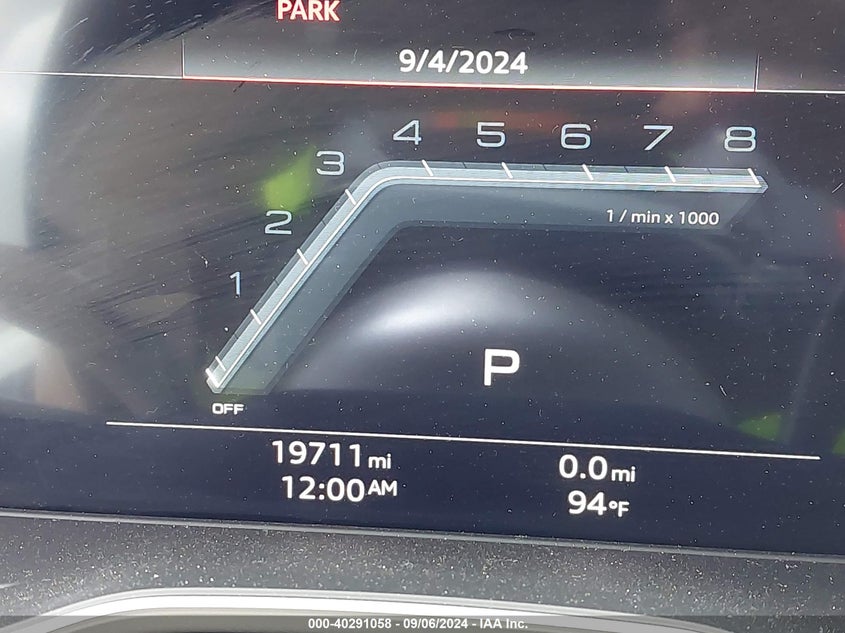 PARK
9/4/2024
1 2 3 4 5 6 7 8
1 / min x 1000
P
OFF
19711 mi 0.0 mi
12:00 AM 94 °F
000-40291058 - 09/06/2024 - IAA Inc.